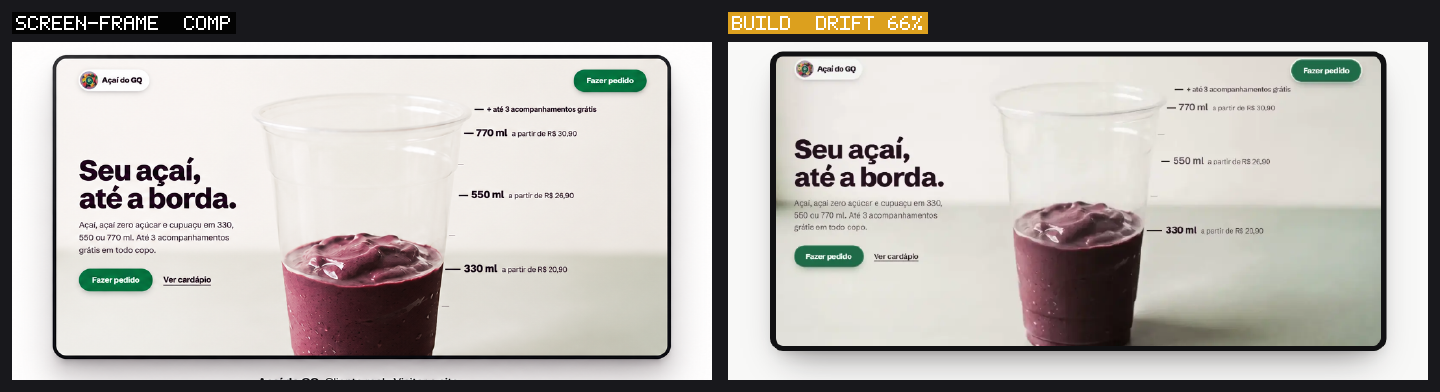 SCREEN-FRAME COMP
Açaí do GQ
Fazer pedido
+ até 3 acompanhamentos grátis
770 ml a partir de R$ 30,90
Seu açaí,
até a borda.
550 ml a partir de R$ 26,90
Açaí, açaí zero açúcar e cupuaçu em 330,
550 ou 770 ml. Até 3 acompanhamentos
grátis em todo copo.
330 ml a partir de R$ 20,90
Fazer pedido Ver cardápio
BUILD DRIFT 66%
Açaí do GQ
Fazer pedido
+ até 3 acompanhamentos grátis
770 ml a partir de R$ 30,90
Seu açaí,
até a borda.
550 ml a partir de R$ 26,90
Açaí, açaí zero açúcar e cupuaçu em 330,
550 ou 770 ml. Até 3 acompanhamentos
grátis em todo copo.
330 ml a partir de R$ 20,90
Fazer pedido Ver cardápio